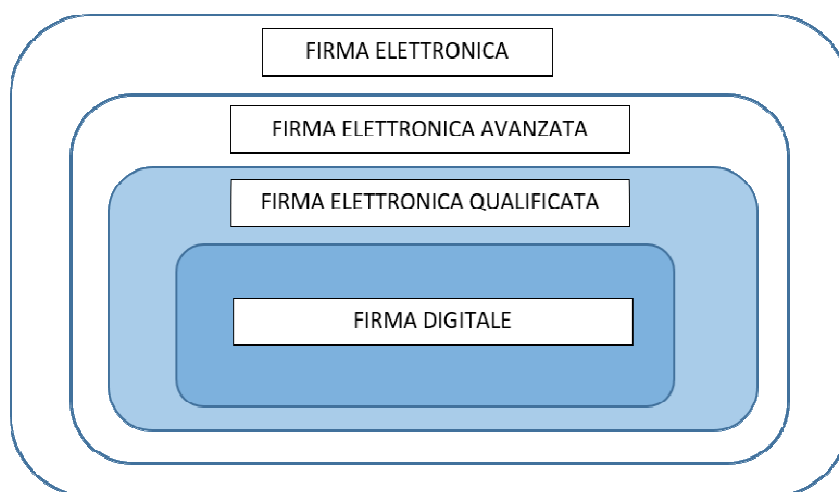 FIRMA ELETTRONICA
FIRMA ELETTRONICA AVANZATA
FIRMA ELETTRONICA QUALIFICATA
FIRMA DIGITALE